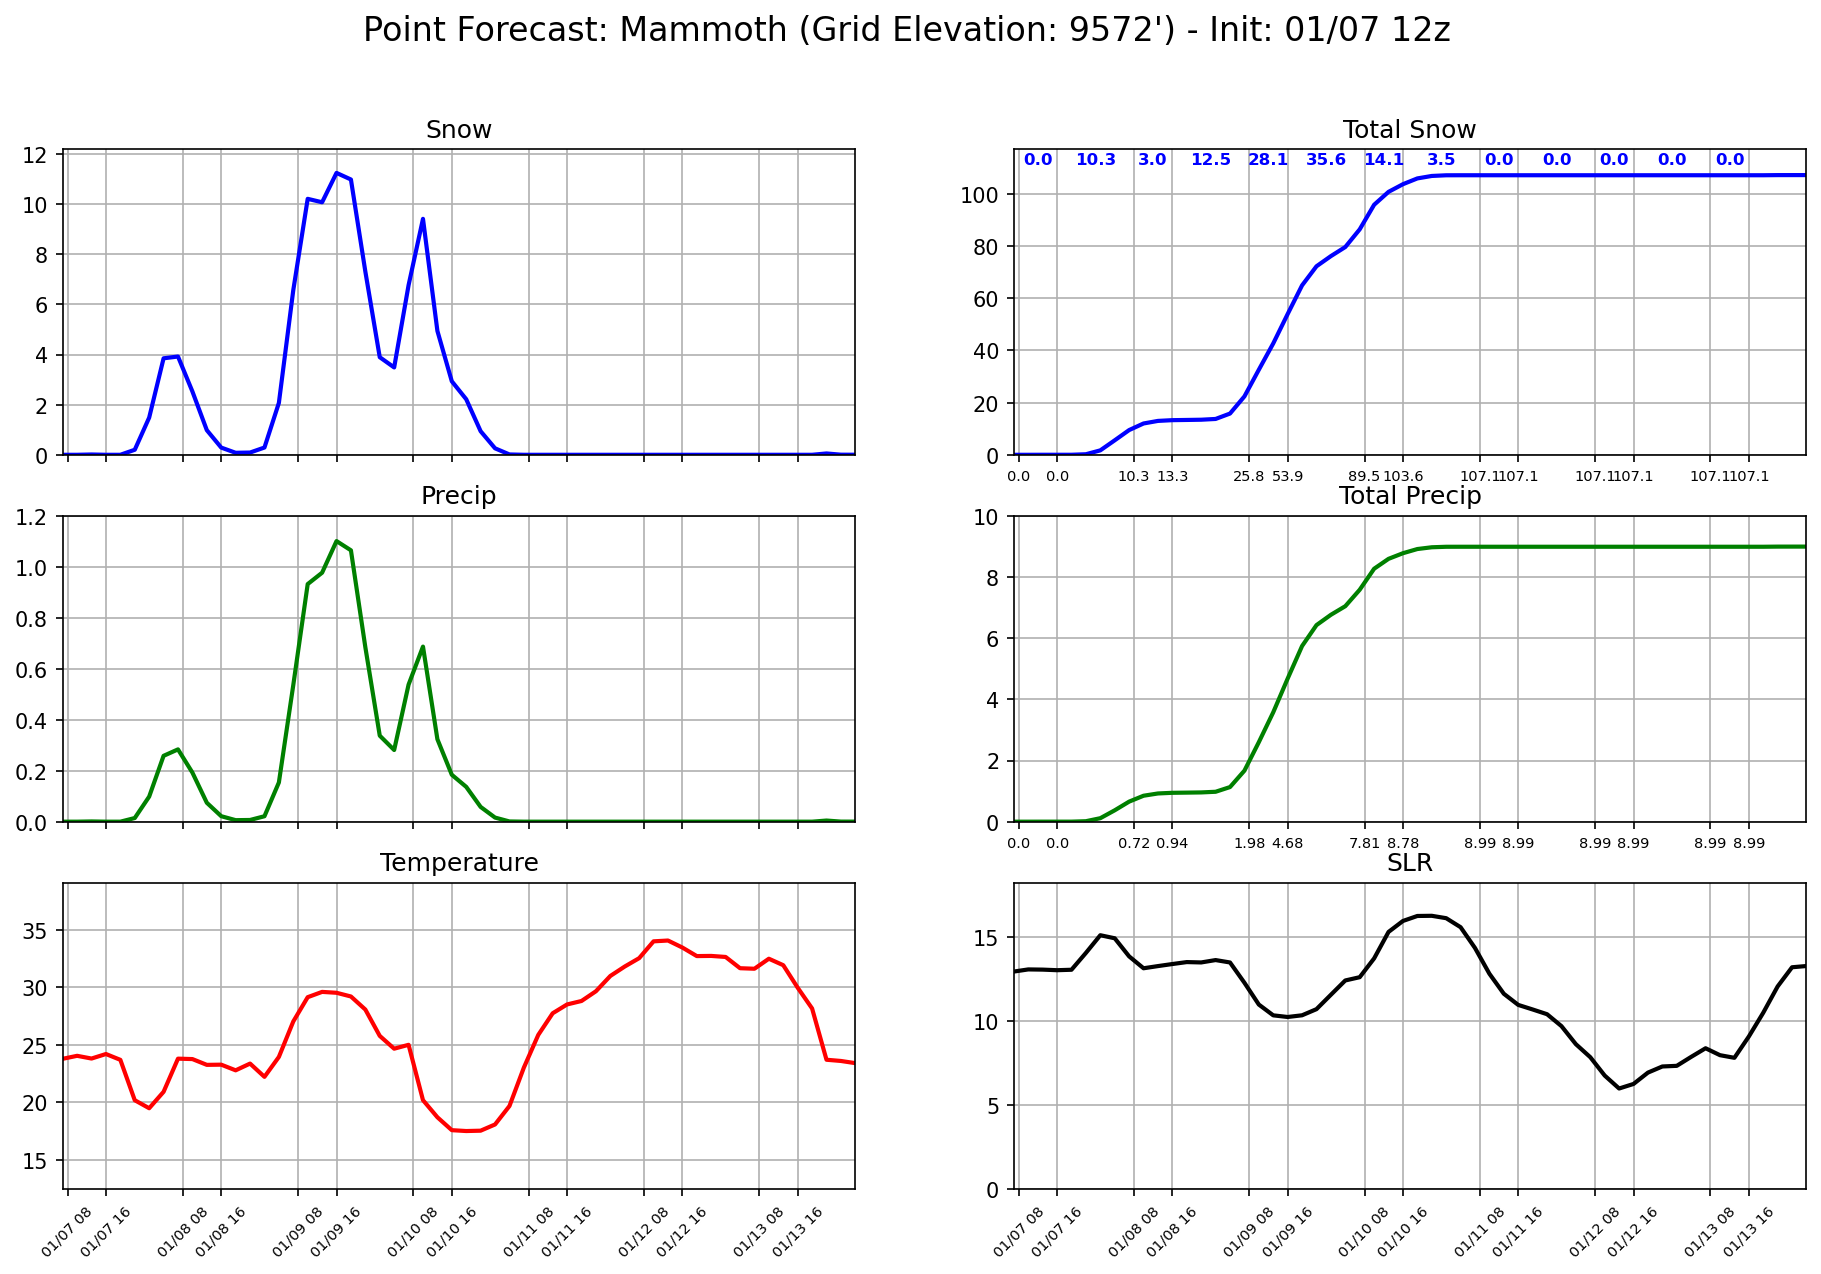 Point Forecast: Mammoth (Grid Elevation: 9572') - Init: 01/07 12z
Snow
12
10
8
6
4
2
0
Total Snow
0.0 10.3 3.0 12.5 28.1 35.6 14.1 3.5 0.0 0.0 0.0 0.0 0.0
100
80
60
40
20
0
0.0 0.0 10.3 13.3 25.8 53.9 89.5 103.6 107.1 107.1 107.1 107.1 107.1 107.1
Precip
1.2
1.0
0.8
0.6
0.4
0.2
0.0
Total Precip
10
8
6
4
2
0
0.0 0.0 0.72 0.94 1.98 4.68 7.81 8.78 8.99 8.99 8.99 8.99 8.99 8.99
Temperature
35
30
25
20
15
01/07 08 01/07 16 01/08 08 01/08 16 01/09 08 01/09 16 01/10 08 01/10 16 01/11 08 01/11 16 01/12 08 01/12 16 01/13 08 01/13 16
SLR
15
10
5
0
01/07 08 01/07 16 01/08 08 01/08 16 01/09 08 01/09 16 01/10 08 01/10 16 01/11 08 01/11 16 01/12 08 01/12 16 01/13 08 01/13 16